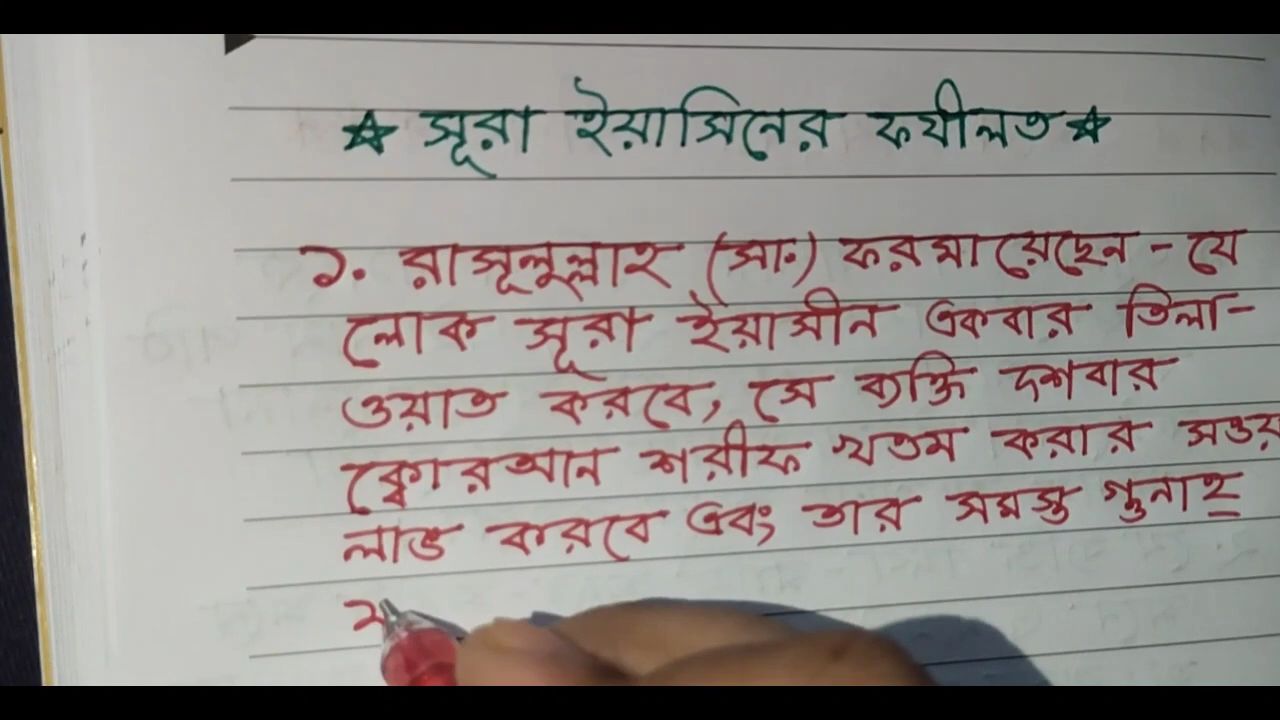 ☆ সূরা ইয়াসিনের ফযীলত ☆
১. রাসূলুল্লাহ (সা.) ফরমায়েছেন - যে
লোক সূরা ইয়াসীন একবার তিলা-
ওয়াত করবে, সে ব্যক্তি দশবার
ক্বোরআন শরীফ খতম করার সওয়
লাভ করবে এবং তার সমস্ত গুনাহ্